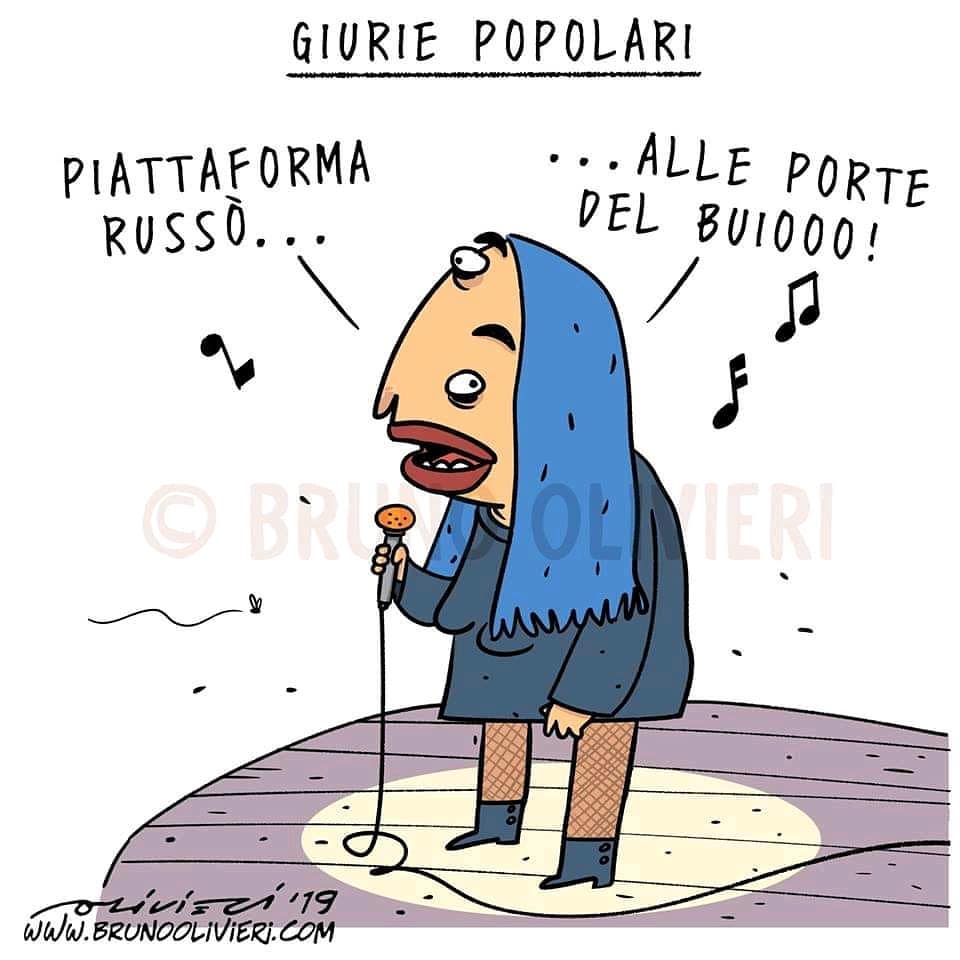 GIURIE POPOLARI
PIATTAFORMA
RUSSÒ...
...ALLE PORTE
DEL BUIOOO!
© BRUNO OLIVIERI
OLIVIERI '19
WWW.BRUNOOLIVIERI.COM